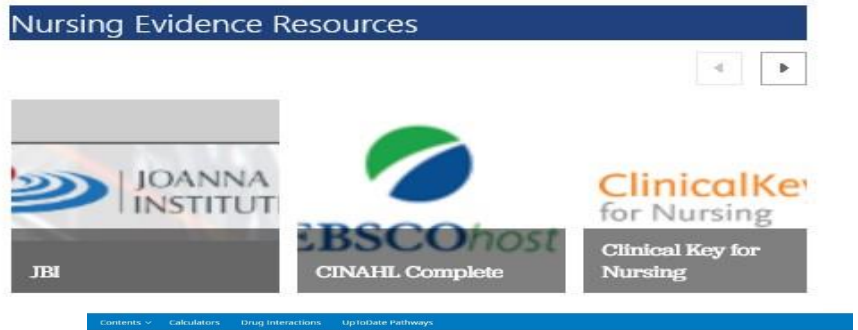 Nursing Evidence Resources
JOANNA
INSTITUT
EBSCOhost
ClinicalKey
for Nursing
JBI
CINAHL Complete
Clinical Key for
Nursing
Contents Calculators Drug Interactions UpToDate Pathways